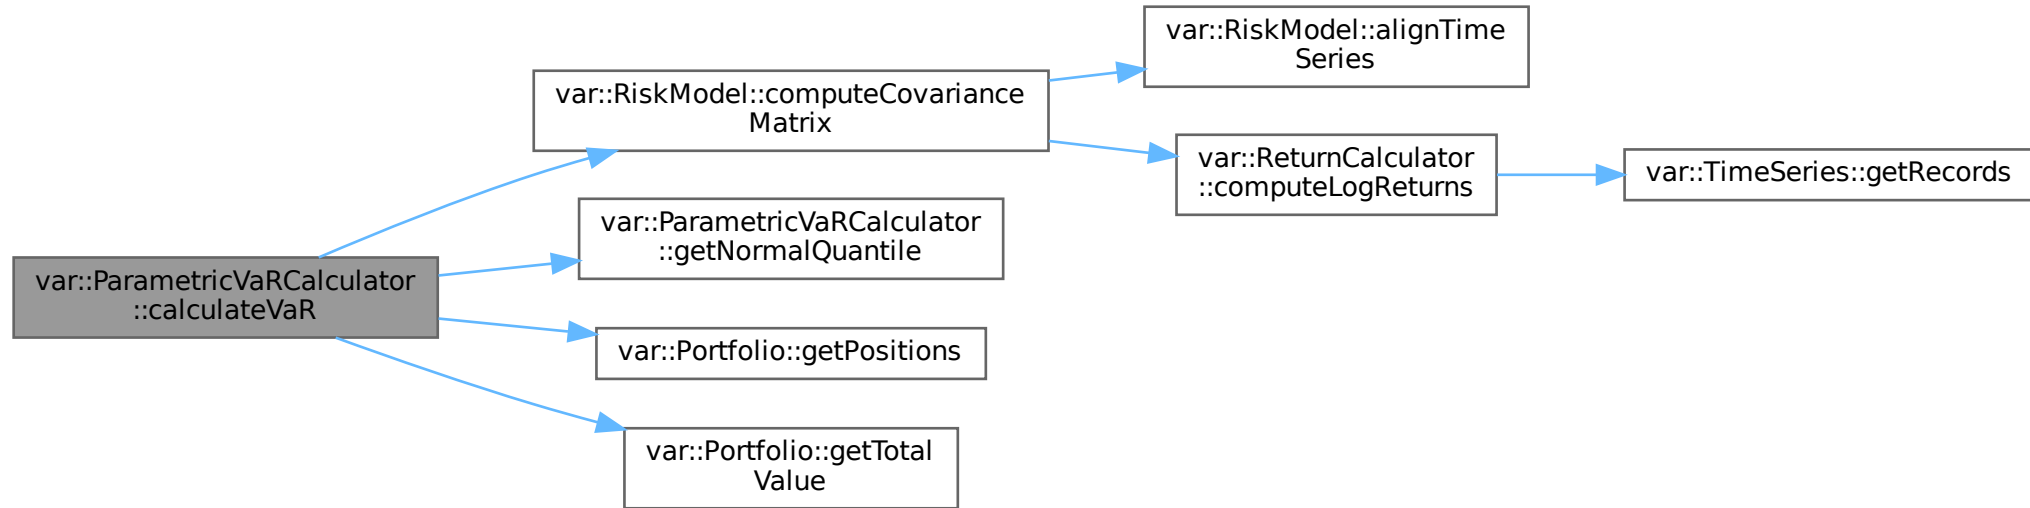 var::RiskModel::alignTime
Series
var::RiskModel::computeCovariance
Matrix
var::ReturnCalculator
::computeLogReturns
var::TimeSeries::getRecords
var::ParametricVaRCalculator
::getNormalQuantile
var::ParametricVaRCalculator
::calculateVaR
var::Portfolio::getPositions
var::Portfolio::getTotal
Value